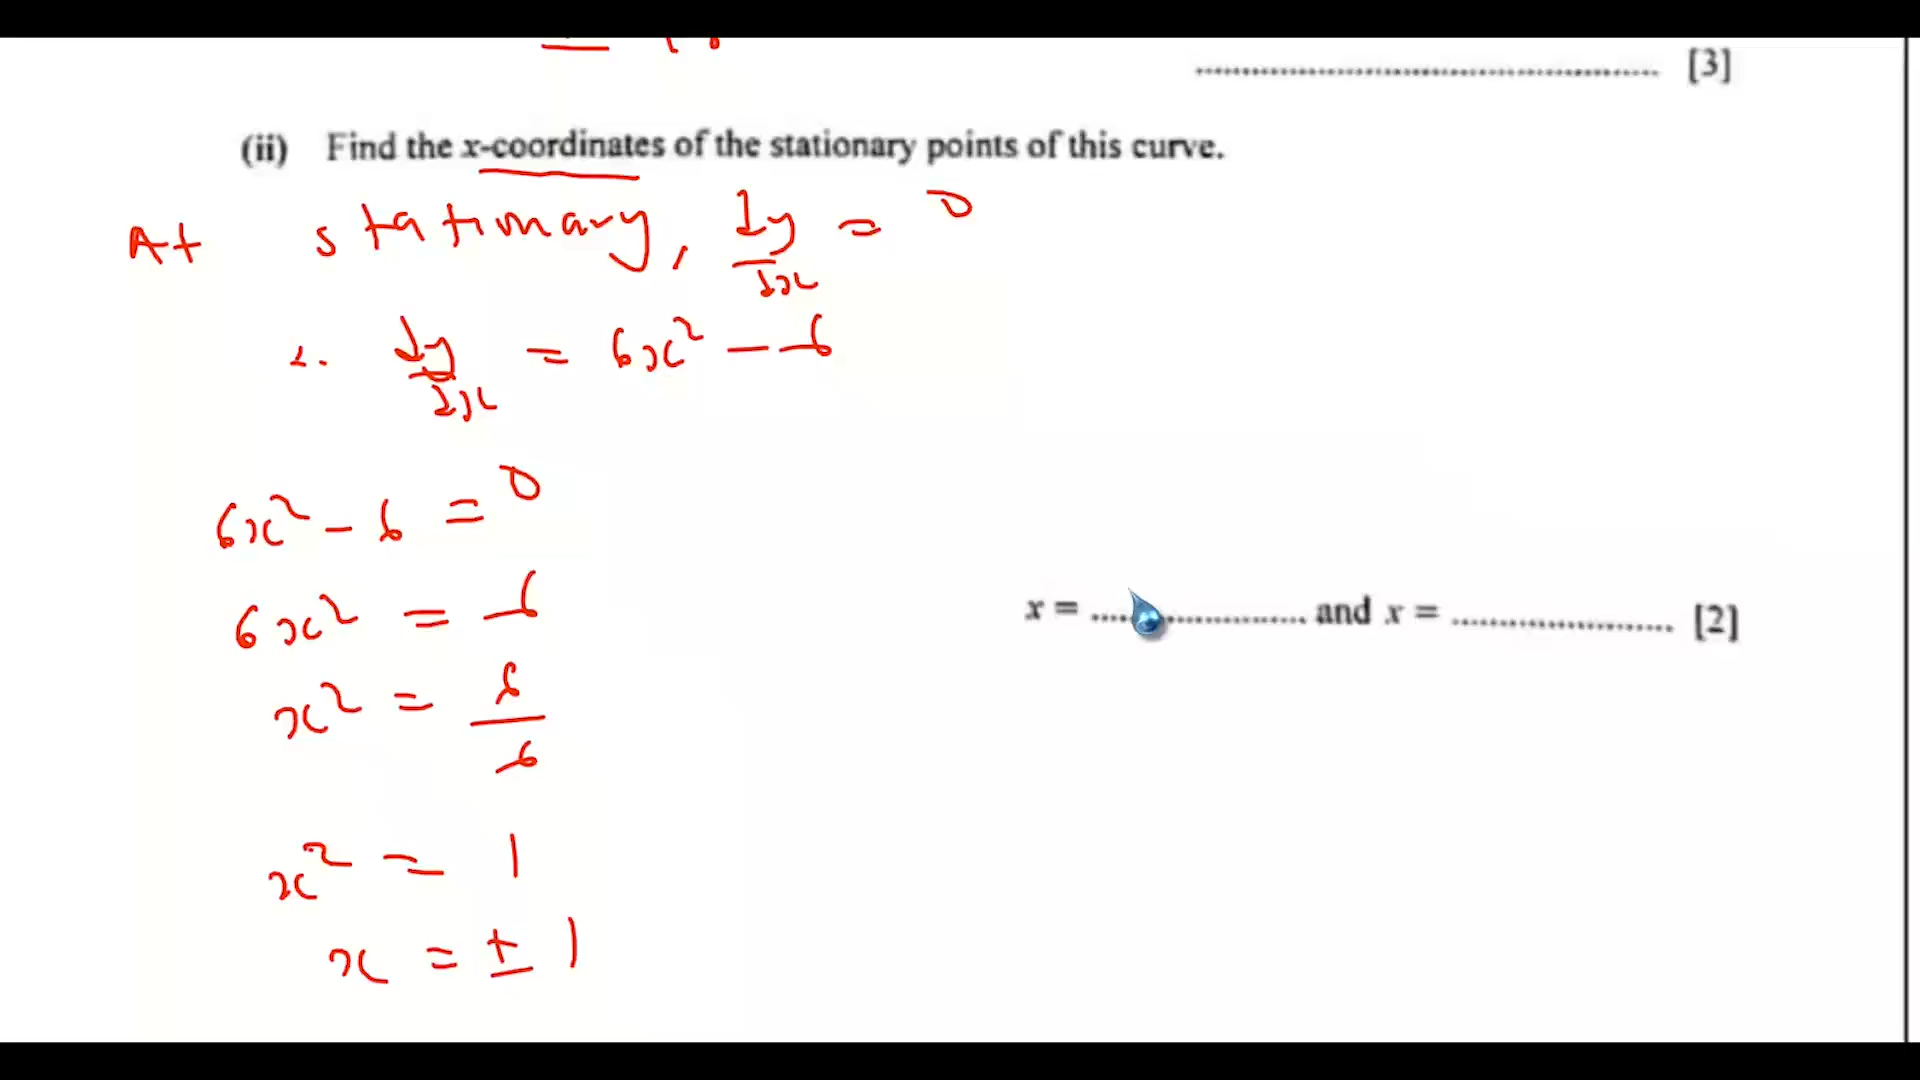 [3]
(ii) Find the x-coordinates of the stationary points of this curve.
At stationary, dy/dx = 0
∴ dy/dx = 6x² - 6
6x² - 6 = 0
6x² = 6
x = ........................ and x = ........................ [2]
x² = 6/6
x² = 1
x = ± 1